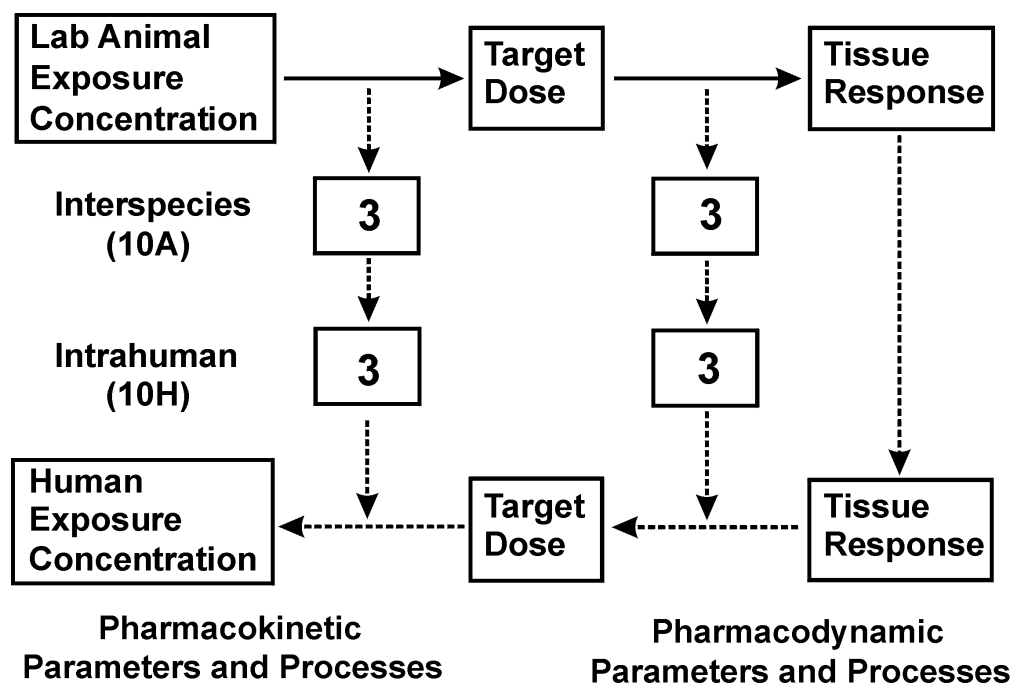 Lab Animal
Exposure
Concentration
Target
Dose
Tissue
Response
Interspecies
(10A)
3
3
Intrahuman
(10H)
3
3
Human
Exposure
Concentration
Target
Dose
Tissue
Response
Pharmacokinetic
Parameters and Processes
Pharmacodynamic
Parameters and Processes